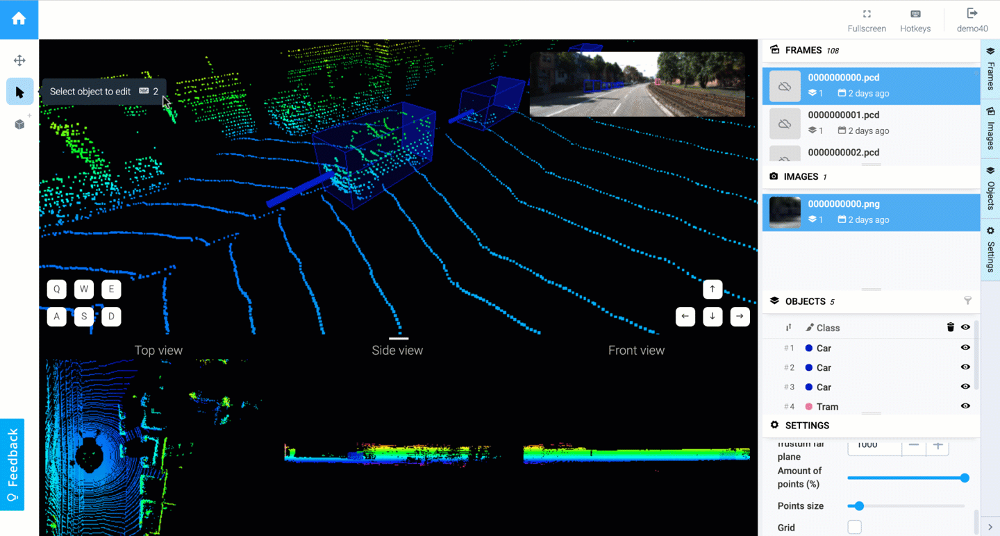 Fullscreen
Hotkeys
demo40
Select object to edit 2
FRAMES 108
0000000000.pcd
1 2 days ago
0000000001.pcd
1 2 days ago
0000000002.pcd
IMAGES 1
0000000000.png
1 2 days ago
OBJECTS 5
Class
#1 Car
#2 Car
#3 Car
#4 Tram
SETTINGS
frustum far
plane
1000
Amount of
points (%)
Points size
Grid
Frames
Images
Objects
Settings
Q W E
A S D
↑
← ↓ →
Top view
Side view
Front view
Feedback